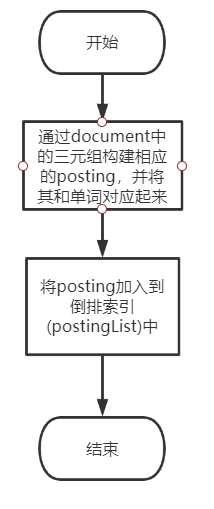 开始
通过document中
的三元组构建相应
的posting，并将
其和单词对应起来
将posting加入到
倒排索引
(postingList)中
结束